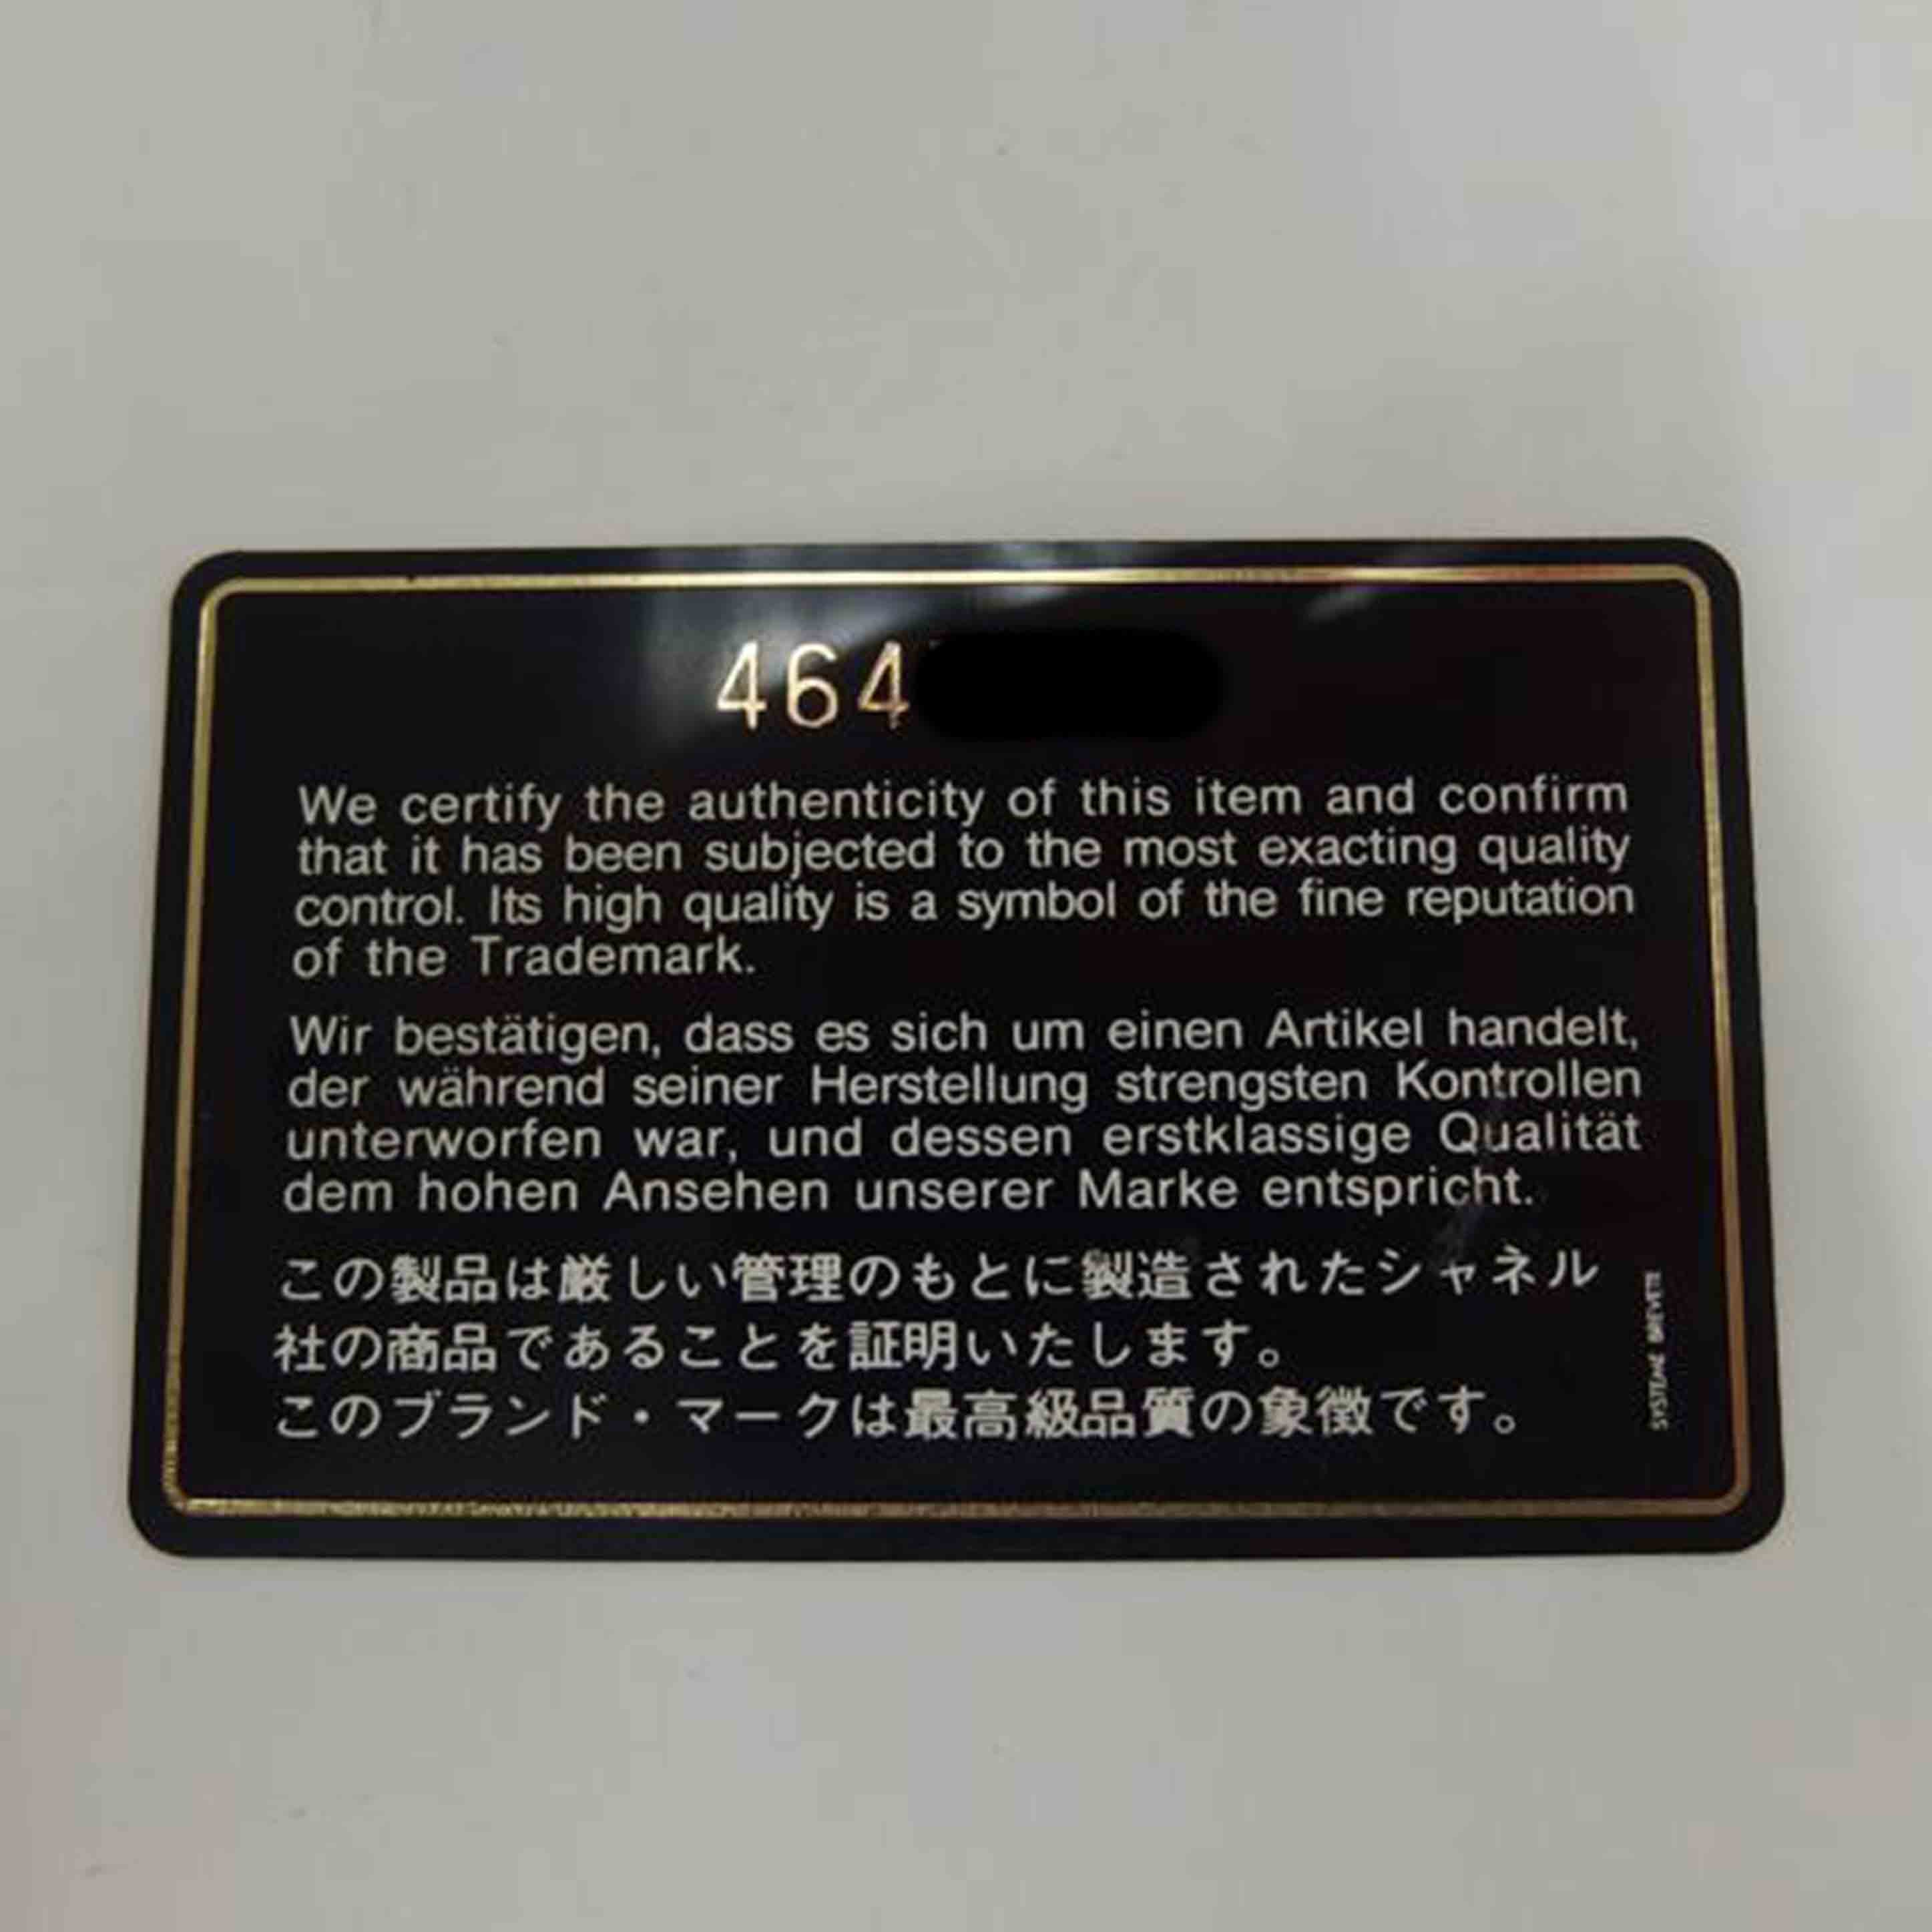 464
We certify the authenticity of this item and confirm
that it has been subjected to the most exacting quality
control. Its high quality is a symbol of the fine reputation
of the Trademark.
Wir bestätigen, dass es sich um einen Artikel handelt,
der während seiner Herstellung strengsten Kontrollen
unterworfen war, und dessen erstklassige Qualität
dem hohen Ansehen unserer Marke entspricht.
この製品は厳しい管理のもとに製造されたシャネル
社の商品であることを証明いたします。
このブランド・マークは最高級品質の象徴です。
SYSTEME BREVETE